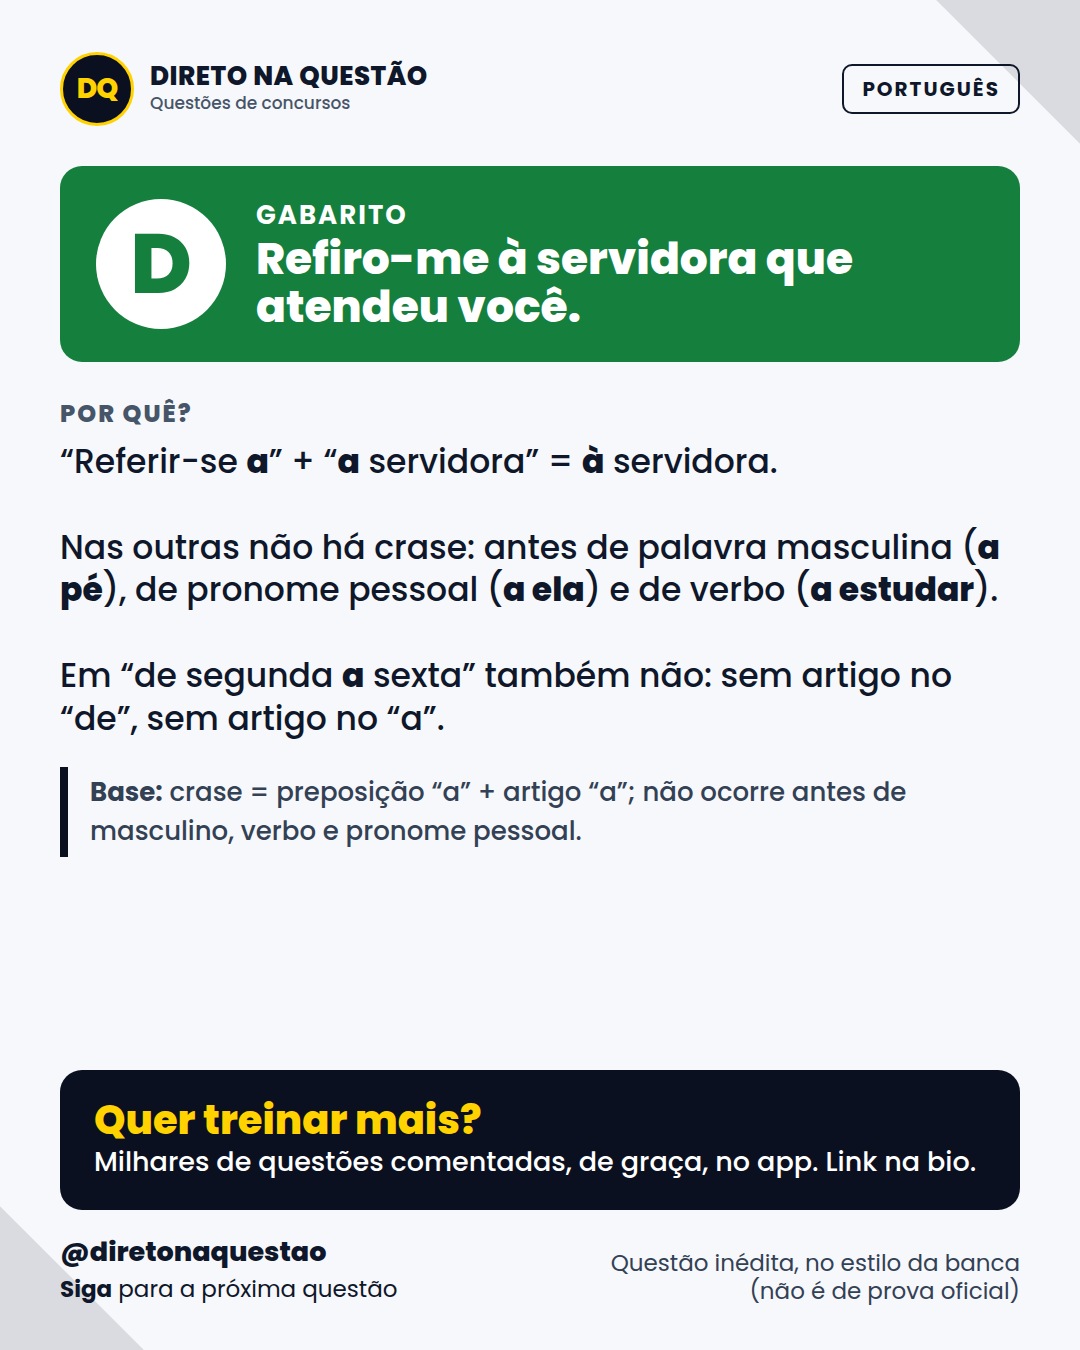 DQ
DIRETO NA QUESTÃO
Questões de concursos
PORTUGUÊS
D
GABARITO
Refiro-me à servidora que
atendeu você.
POR QUÊ?
“Referir-se a” + “a servidora” = à servidora.
Nas outras não há crase: antes de palavra masculina (a
pé), de pronome pessoal (a ela) e de verbo (a estudar).
Em “de segunda a sexta” também não: sem artigo no
“de”, sem artigo no “a”.
Base: crase = preposição “a” + artigo “a”; não ocorre antes de
masculino, verbo e pronome pessoal.
Quer treinar mais?
Milhares de questões comentadas, de graça, no app. Link na bio.
@diretonaquestao
Siga para a próxima questão
Questão inédita, no estilo da banca
(não é de prova oficial)